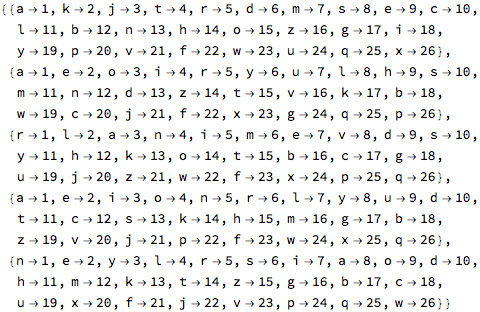 {{a→1, k→2, j→3, t→4, r→5, d→6, m→7, s→8, e→9, c→10,
l→11, b→12, n→13, h→14, o→15, z→16, g→17, i→18,
y→19, p→20, v→21, f→22, w→23, u→24, q→25, x→26},
{a→1, e→2, o→3, i→4, r→5, y→6, u→7, l→8, h→9, s→10,
m→11, n→12, d→13, z→14, t→15, v→16, k→17, b→18,
w→19, c→20, j→21, f→22, x→23, g→24, q→25, p→26},
{r→1, l→2, a→3, n→4, i→5, m→6, e→7, v→8, d→9, s→10,
y→11, h→12, k→13, o→14, t→15, b→16, c→17, g→18,
u→19, j→20, z→21, w→22, f→23, x→24, p→25, q→26},
{a→1, e→2, i→3, o→4, n→5, r→6, l→7, y→8, u→9, d→10,
t→11, c→12, s→13, k→14, h→15, m→16, g→17, b→18,
z→19, v→20, j→21, p→22, f→23, w→24, x→25, q→26},
{n→1, e→2, y→3, l→4, r→5, s→6, i→7, a→8, o→9, d→10,
h→11, m→12, k→13, t→14, z→15, g→16, b→17, c→18,
u→19, x→20, f→21, j→22, v→23, p→24, q→25, w→26}}